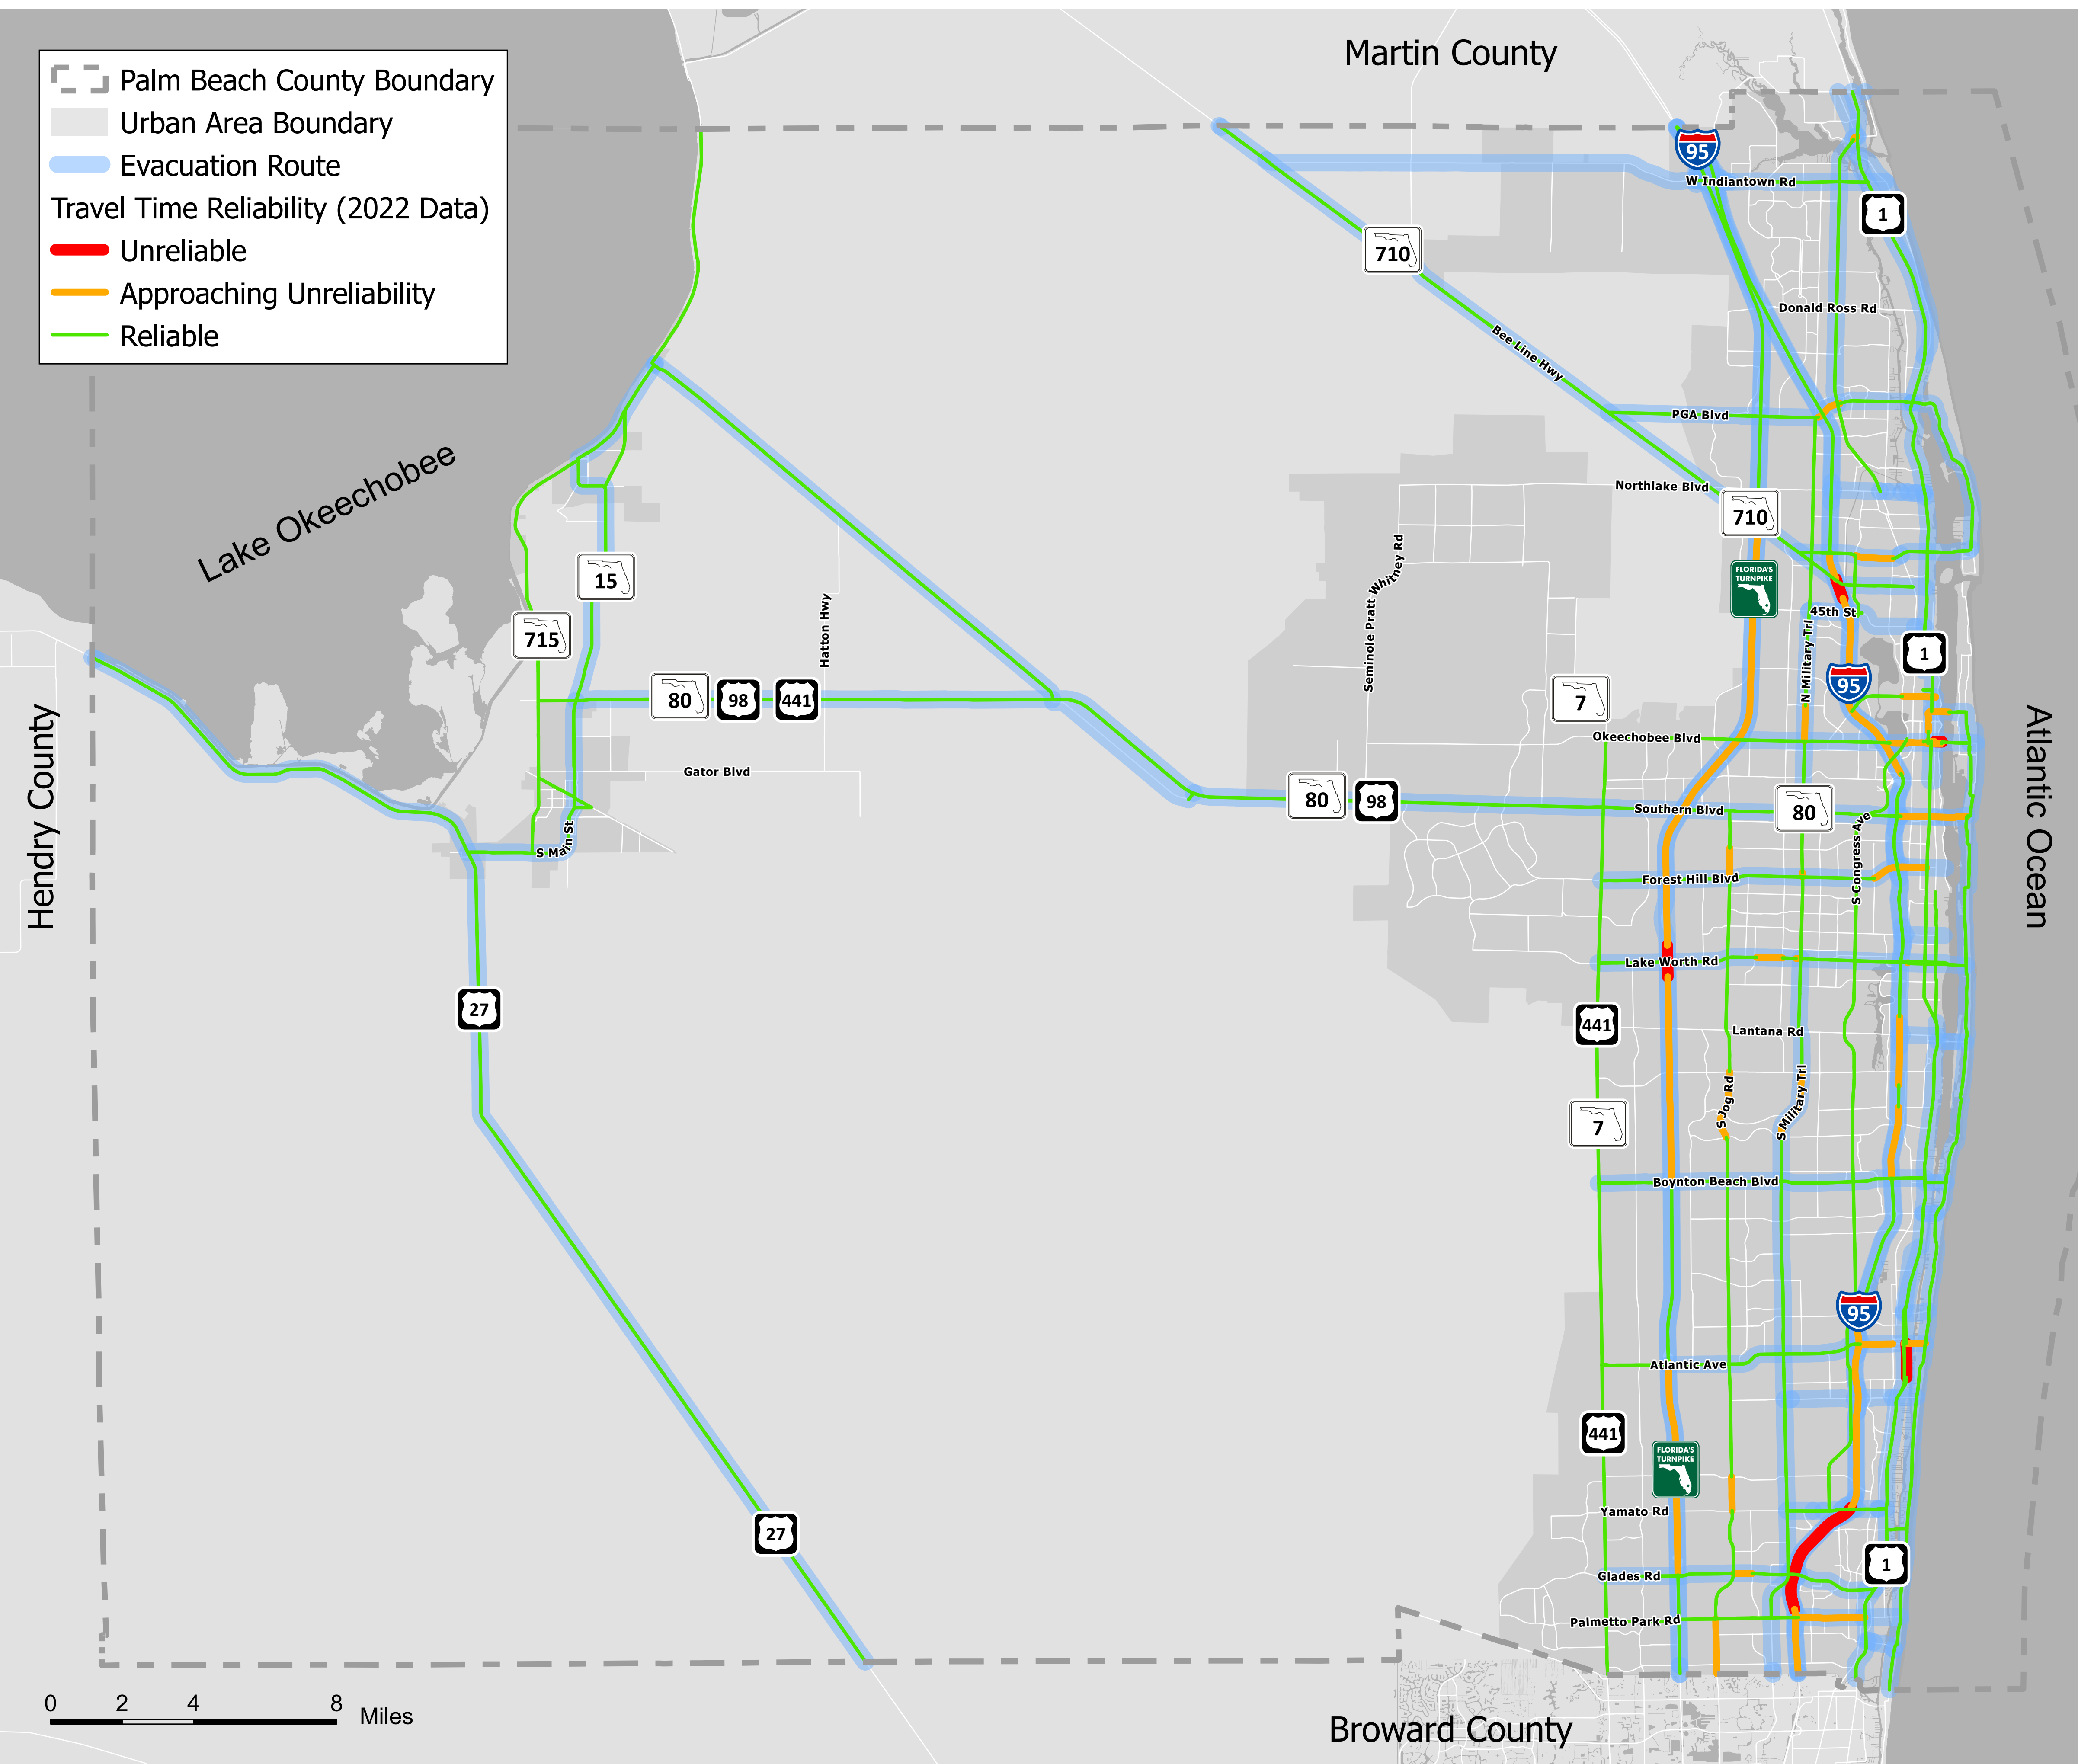 Martin County
Palm Beach County Boundary
Urban Area Boundary
Evacuation Route
Travel Time Reliability (2022 Data)
Unreliable
Approaching Unreliability
Reliable
95
W Indiantown Rd
1
710
Donald Ross Rd
Bee Line Hwy
PGA Blvd
Lake Okeechobee
Northlake Blvd
710
Seminole Pratt Whitney Rd
15
FLORIDA'S
TURNPIKE
45th St
715
Hatton Hwy
N Military Trl
1
95
80
98
441
7
Okeechobee Blvd
Gator Blvd
Hendry County
Atlantic Ocean
80
98
Southern Blvd
80
S Main St
S Congress Ave
Forest Hill Blvd
Lake Worth Rd
27
441
Lantana Rd
S Jog Rd
S Military Trl
7
Boynton Beach Blvd
95
Atlantic Ave
441
FLORIDA'S
TURNPIKE
Yamato Rd
27
1
Glades Rd
Palmetto Park Rd
0 2 4 8
Miles
Broward County